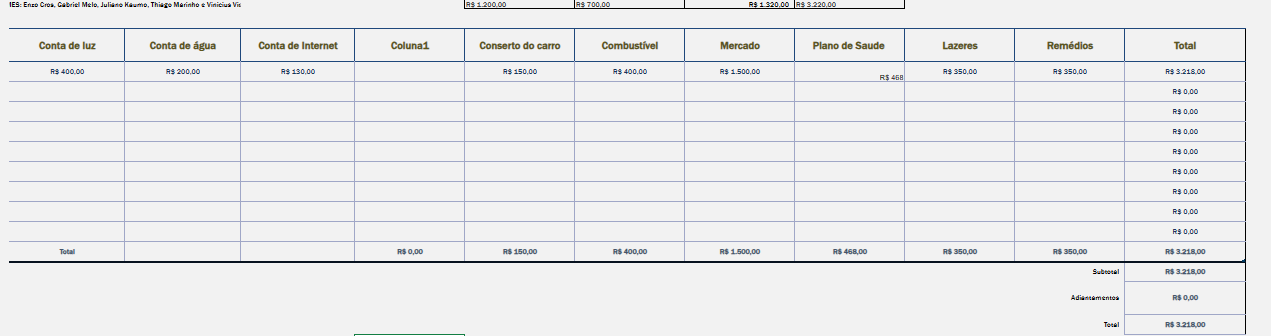 IES: Enzo Cros, Gabriel Melo, Juliano Kaumo, Thiago Marinho e Vinicius Vis R$ 1.200,00 R$ 700,00 R$ 1.320,00 R$ 3.220,00
Conta de luz Conta de água Conta de Internet Coluna1 Conserto do carro Combustível Mercado Plano de Saude Lazeres Remédios Total
R$ 400,00 R$ 200,00 R$ 130,00 R$ 150,00 R$ 400,00 R$ 1.500,00 R$ 468 R$ 350,00 R$ 350,00 R$ 3.218,00
R$ 0,00
R$ 0,00
R$ 0,00
R$ 0,00
R$ 0,00
R$ 0,00
R$ 0,00
R$ 0,00
Total R$ 0,00 R$ 150,00 R$ 400,00 R$ 1.500,00 R$ 468,00 R$ 350,00 R$ 350,00 R$ 3.218,00
Subtotal R$ 3.218,00
Adiantamentos R$ 0,00
Total R$ 3.218,00